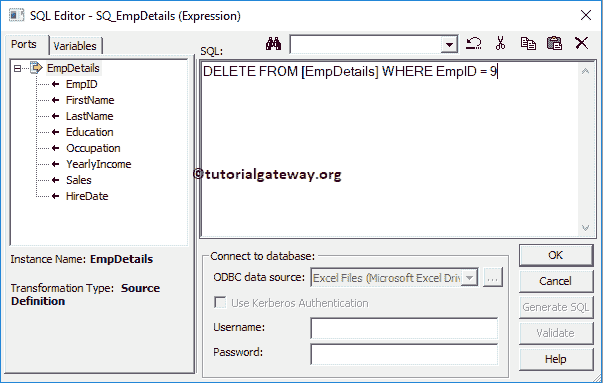 SQL Editor - SQ_EmpDetails (Expression)
Ports
Variables
SQL:
EmpDetails
EmpID
FirstName
LastName
Education
Occupation
YearlyIncome
Sales
HireDate
DELETE FROM [EmpDetails] WHERE EmpID = 9
©tutorialgateway.org
Instance Name: EmpDetails
Transformation Type: Source
Definition
Connect to database:
ODBC data source:
Excel Files (Microsoft Excel Driv
...
Use Kerberos Authentication
Username:
Password:
OK
Cancel
Generate SQL
Validate
Help